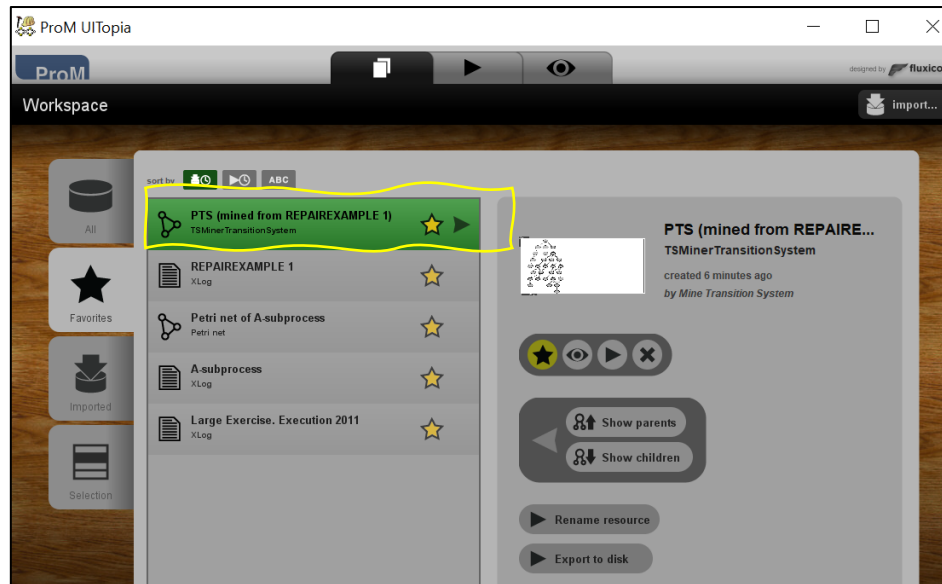 ProM UITopia
ProM
designed by fluxicon
Workspace
import...
sort by ABC
All
Favorites
Imported
Selection
PTS (mined from REPAIREXAMPLE 1)
TSMinerTransitionSystem
REPAIREXAMPLE 1
XLog
Petri net of A-subprocess
Petri net
A-subprocess
XLog
Large Exercise. Execution 2011
XLog
PTS (mined from REPAIRE...
TSMinerTransitionSystem
created 6 minutes ago
by Mine Transition System
Show parents
Show children
Rename resource
Export to disk